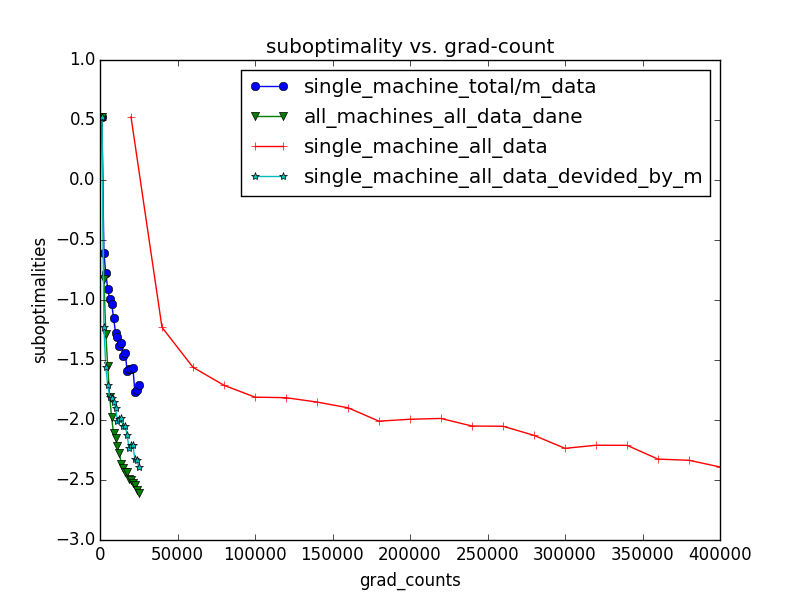 suboptimality vs. grad-count
single_machine_total/m_data
all_machines_all_data_dane
single_machine_all_data
single_machine_all_data_devided_by_m
suboptimalities
1.0
0.5
0.0
−0.5
−1.0
−1.5
−2.0
−2.5
−3.0
0 50000 100000 150000 200000 250000 300000 350000 400000
grad_counts